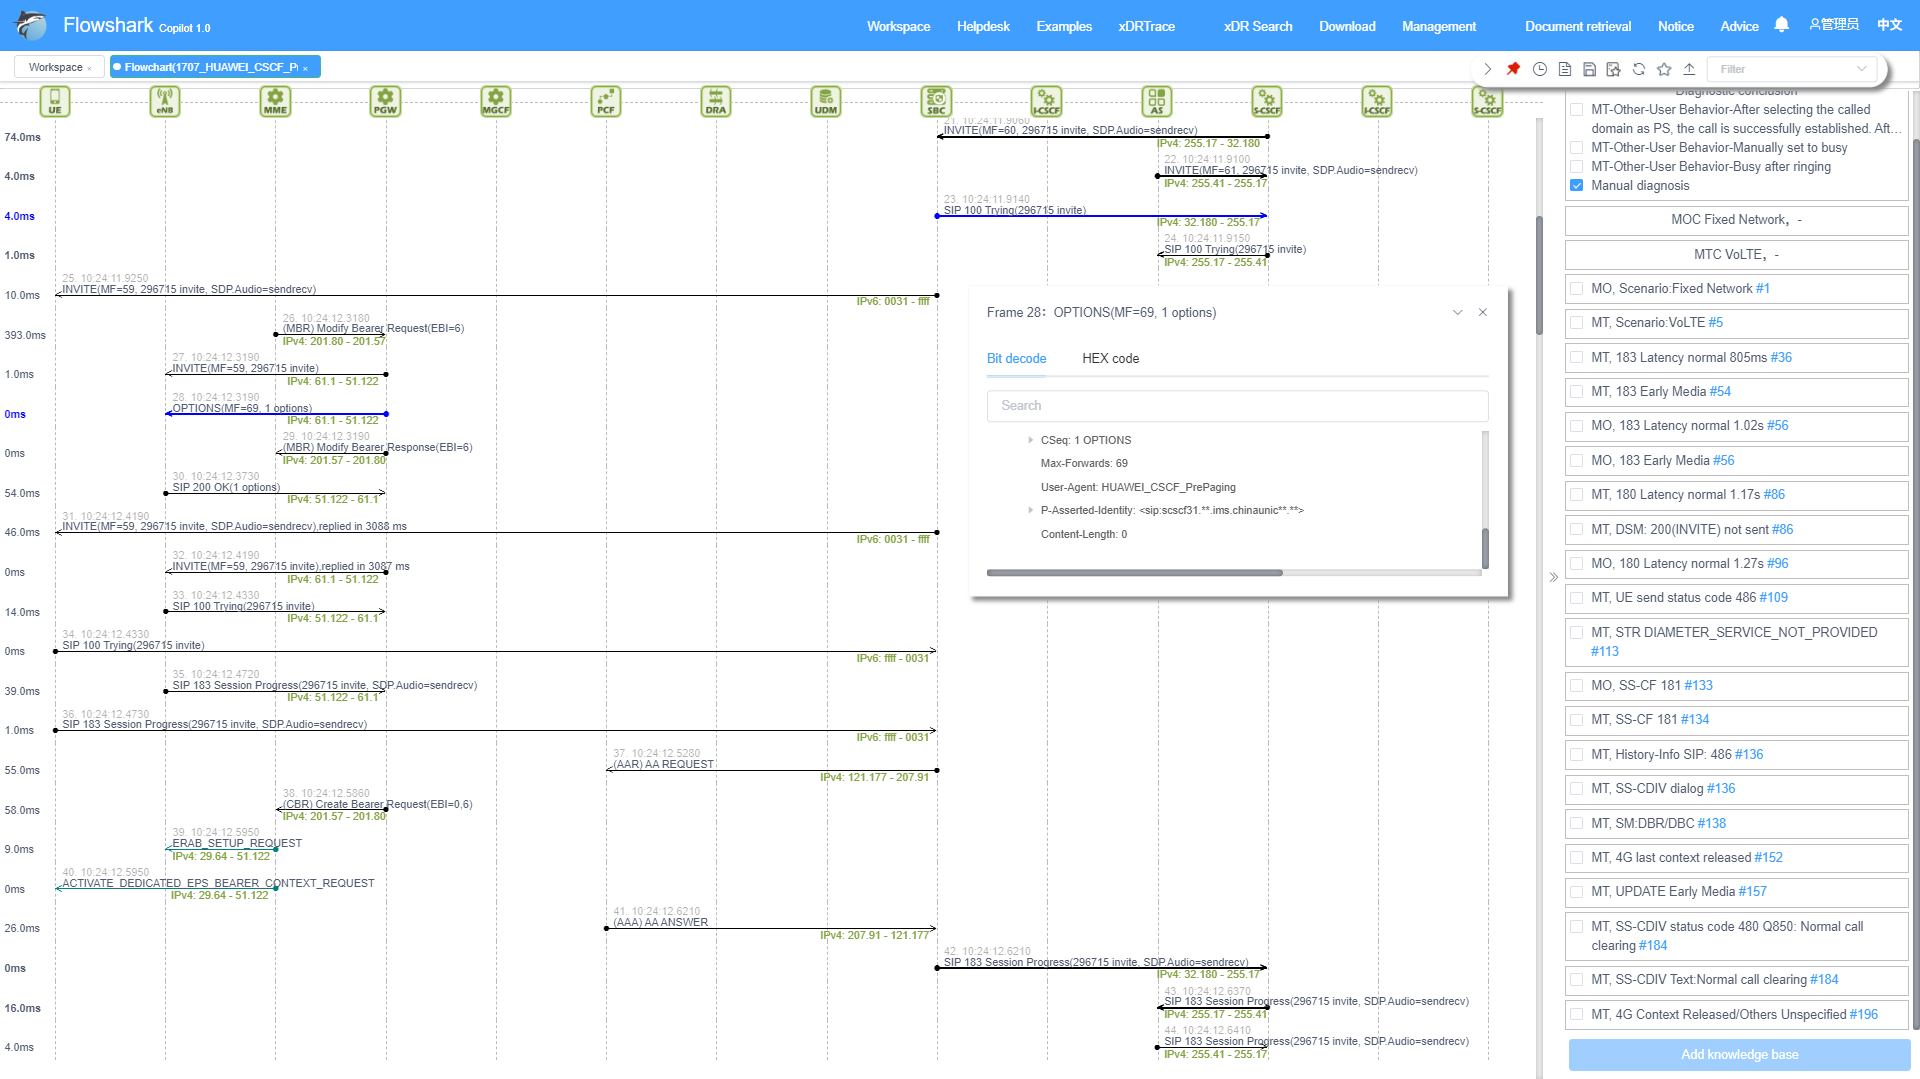 Flowshark Copilot 1.0
Workspace Helpdesk Examples xDRTrace xDR Search Download Management Document retrieval Notice Advice 管理员 中文
Workspace × Flowchart(1707_HUAWEI_CSCF_P ×
Filter
UE eNB MME PGW MGCF PCF DRA UDM SBC I-CSCF AS S-CSCF I-CSCF S-CSCF
21. 10:24:11.9060
74.0ms INVITE(MF=60, 296715 invite, SDP.Audio=sendrecv)
IPv4: 255.17 - 32.180
22. 10:24:11.9100
4.0ms INVITE(MF=61, 296715 invite, SDP.Audio=sendrecv)
IPv4: 255.41 - 255.17
23. 10:24:11.9140
4.0ms SIP 100 Trying(296715 invite)
IPv4: 32.180 - 255.17
24. 10:24:11.9150
1.0ms SIP 100 Trying(296715 invite)
IPv4: 255.17 - 255.41
25. 10:24:11.9250
10.0ms INVITE(MF=59, 296715 invite, SDP.Audio=sendrecv)
IPv6: 0031 - ffff
26. 10:24:12.3180
393.0ms (MBR) Modify Bearer Request(EBI=6)
IPv4: 201.80 - 201.57
27. 10:24:12.3190
1.0ms INVITE(MF=59, 296715 invite)
IPv4: 61.1 - 51.122
28. 10:24:12.3190
0ms OPTIONS(MF=69, 1 options)
IPv4: 61.1 - 51.122
29. 10:24:12.3190
0ms (MBR) Modify Bearer Response(EBI=6)
IPv4: 201.57 - 201.80
30. 10:24:12.3730
54.0ms SIP 200 OK(1 options)
IPv4: 51.122 - 61.1
31. 10:24:12.4190
46.0ms INVITE(MF=59, 296715 invite, SDP.Audio=sendrecv),replied in 3088 ms
IPv6: 0031 - ffff
32. 10:24:12.4190
0ms INVITE(MF=59, 296715 invite),replied in 3087 ms
IPv4: 61.1 - 51.122
33. 10:24:12.4330
14.0ms SIP 100 Trying(296715 invite)
IPv4: 51.122 - 61.1
34. 10:24:12.4330
0ms SIP 100 Trying(296715 invite)
IPv6: ffff - 0031
35. 10:24:12.4720
39.0ms SIP 183 Session Progress(296715 invite, SDP.Audio=sendrecv)
IPv4: 51.122 - 61.1
36. 10:24:12.4730
1.0ms SIP 183 Session Progress(296715 invite, SDP.Audio=sendrecv)
IPv6: ffff - 0031
37. 10:24:12.5280
55.0ms (AAR) AA REQUEST
IPv4: 121.177 - 207.91
38. 10:24:12.5860
58.0ms (CBR) Create Bearer Request(EBI=0,6)
IPv4: 201.57 - 201.80
39. 10:24:12.5950
9.0ms ERAB_SETUP_REQUEST
IPv4: 29.64 - 51.122
40. 10:24:12.5950
0ms ACTIVATE_DEDICATED_EPS_BEARER_CONTEXT_REQUEST
IPv4: 29.64 - 51.122
41. 10:24:12.6210
26.0ms (AAA) AA ANSWER
IPv4: 207.91 - 121.177
42. 10:24:12.6210
0ms SIP 183 Session Progress(296715 invite, SDP.Audio=sendrecv)
IPv4: 32.180 - 255.17
43. 10:24:12.6370
16.0ms SIP 183 Session Progress(296715 invite, SDP.Audio=sendrecv)
IPv4: 255.17 - 255.41
44. 10:24:12.6410
4.0ms SIP 183 Session Progress(296715 invite, SDP.Audio=sendrecv)
IPv4: 255.41 - 255.17
Frame 28：OPTIONS(MF=69, 1 options)
Bit decode HEX code
Search
CSeq: 1 OPTIONS
Max-Forwards: 69
User-Agent: HUAWEI_CSCF_PrePaging
P-Asserted-Identity: <sip:scscf31.**.ims.chinaunic**.**>
Content-Length: 0
Diagnostic conclusion
MT-Other-User Behavior-After selecting the called
domain as PS, the call is successfully established. Aft...
MT-Other-User Behavior-Manually set to busy
MT-Other-User Behavior-Busy after ringing
Manual diagnosis
MOC Fixed Network，-
MTC VoLTE，-
MO, Scenario:Fixed Network #1
MT, Scenario:VoLTE #5
MT, 183 Latency normal 805ms #36
MT, 183 Early Media #54
MO, 183 Latency normal 1.02s #56
MO, 183 Early Media #56
MT, 180 Latency normal 1.17s #86
MT, DSM: 200(INVITE) not sent #86
MO, 180 Latency normal 1.27s #96
MT, UE send status code 486 #109
MT, STR DIAMETER_SERVICE_NOT_PROVIDED
#113
MO, SS-CF 181 #133
MT, SS-CF 181 #134
MT, History-Info SIP: 486 #136
MT, SS-CDIV dialog #136
MT, SM:DBR/DBC #138
MT, 4G last context released #152
MT, UPDATE Early Media #157
MT, SS-CDIV status code 480 Q850: Normal call
clearing #184
MT, SS-CDIV Text:Normal call clearing #184
MT, 4G Context Released/Others Unspecified #196
Add knowledge base